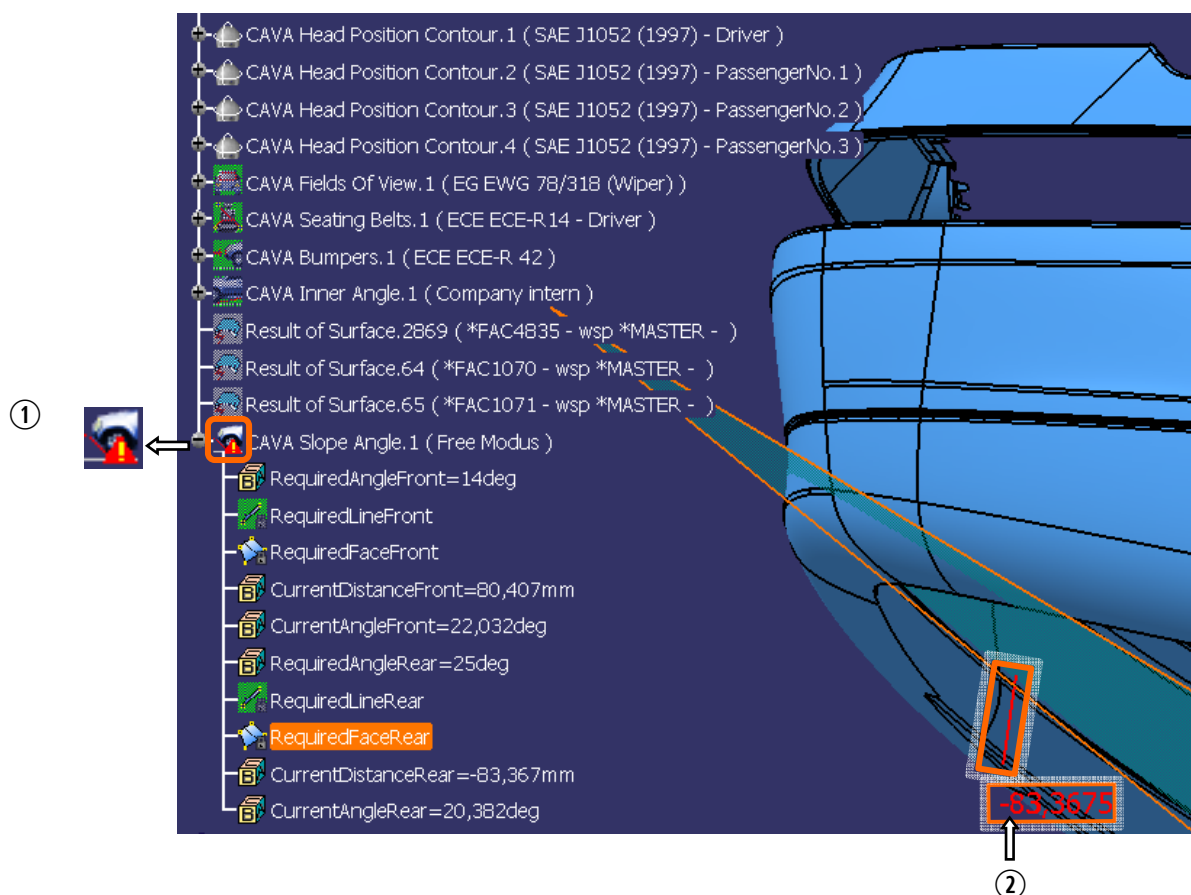 CAVA Head Position Contour.1 ( SAE J1052 (1997) - Driver )
CAVA Head Position Contour.2 ( SAE J1052 (1997) - PassengerNo.1 )
CAVA Head Position Contour.3 ( SAE J1052 (1997) - PassengerNo.2 )
CAVA Head Position Contour.4 ( SAE J1052 (1997) - PassengerNo.3 )
CAVA Fields Of View.1 ( EG EWG 78/318 (Wiper) )
CAVA Seating Belts.1 ( ECE ECE-R14 - Driver )
CAVA Bumpers.1 ( ECE ECE-R 42 )
CAVA Inner Angle.1 ( Company intern )
Result of Surface.2869 ( *FAC4835 - wsp *MASTER - )
Result of Surface.64 ( *FAC1070 - wsp *MASTER - )
Result of Surface.65 ( *FAC1071 - wsp *MASTER - )
①
CAVA Slope Angle.1 ( Free Modus )
RequiredAngleFront=14deg
RequiredLineFront
RequiredFaceFront
CurrentDistanceFront=80,407mm
CurrentAngleFront=22,032deg
RequiredAngleRear=25deg
RequiredLineRear
RequiredFaceRear
CurrentDistanceRear=-83,367mm
CurrentAngleRear=20,382deg
-83,3675
②